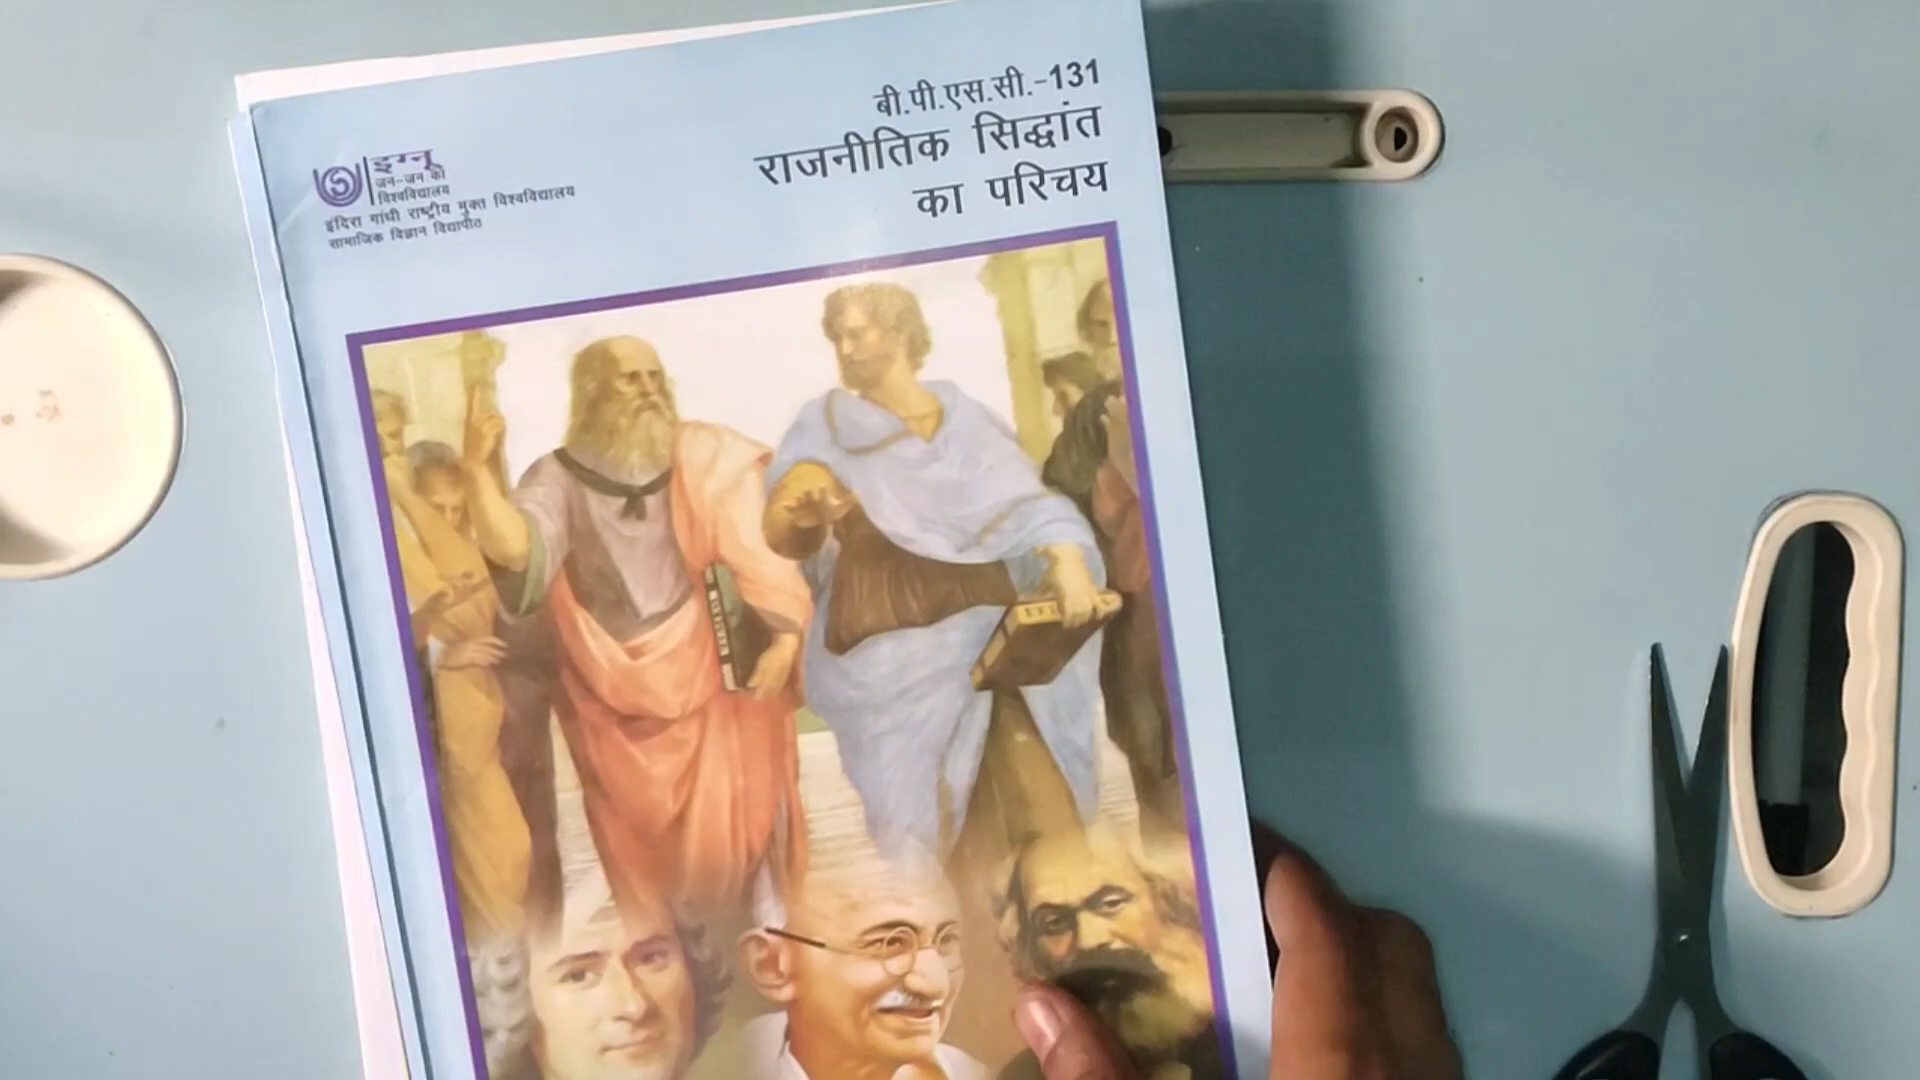 बी.पी.एस.सी.-131
राजनीतिक सिद्धांत
का परिचय
इग्नू
जन-जन का
विश्वविद्यालय
इंदिरा गांधी राष्ट्रीय मुक्त विश्वविद्यालय
सामाजिक विज्ञान विद्यापीठ